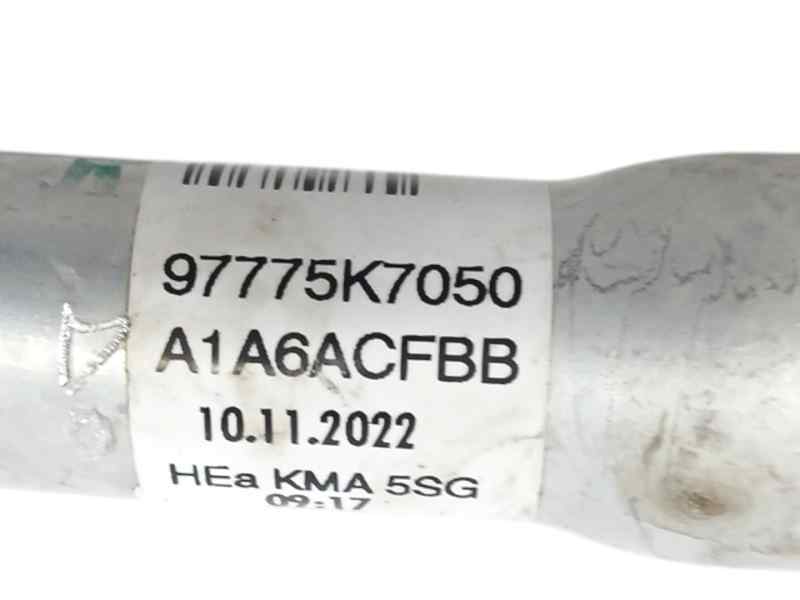 97775K7050
A1A6ACFBB
10.11.2022
HEa KMA 5SG
09:17